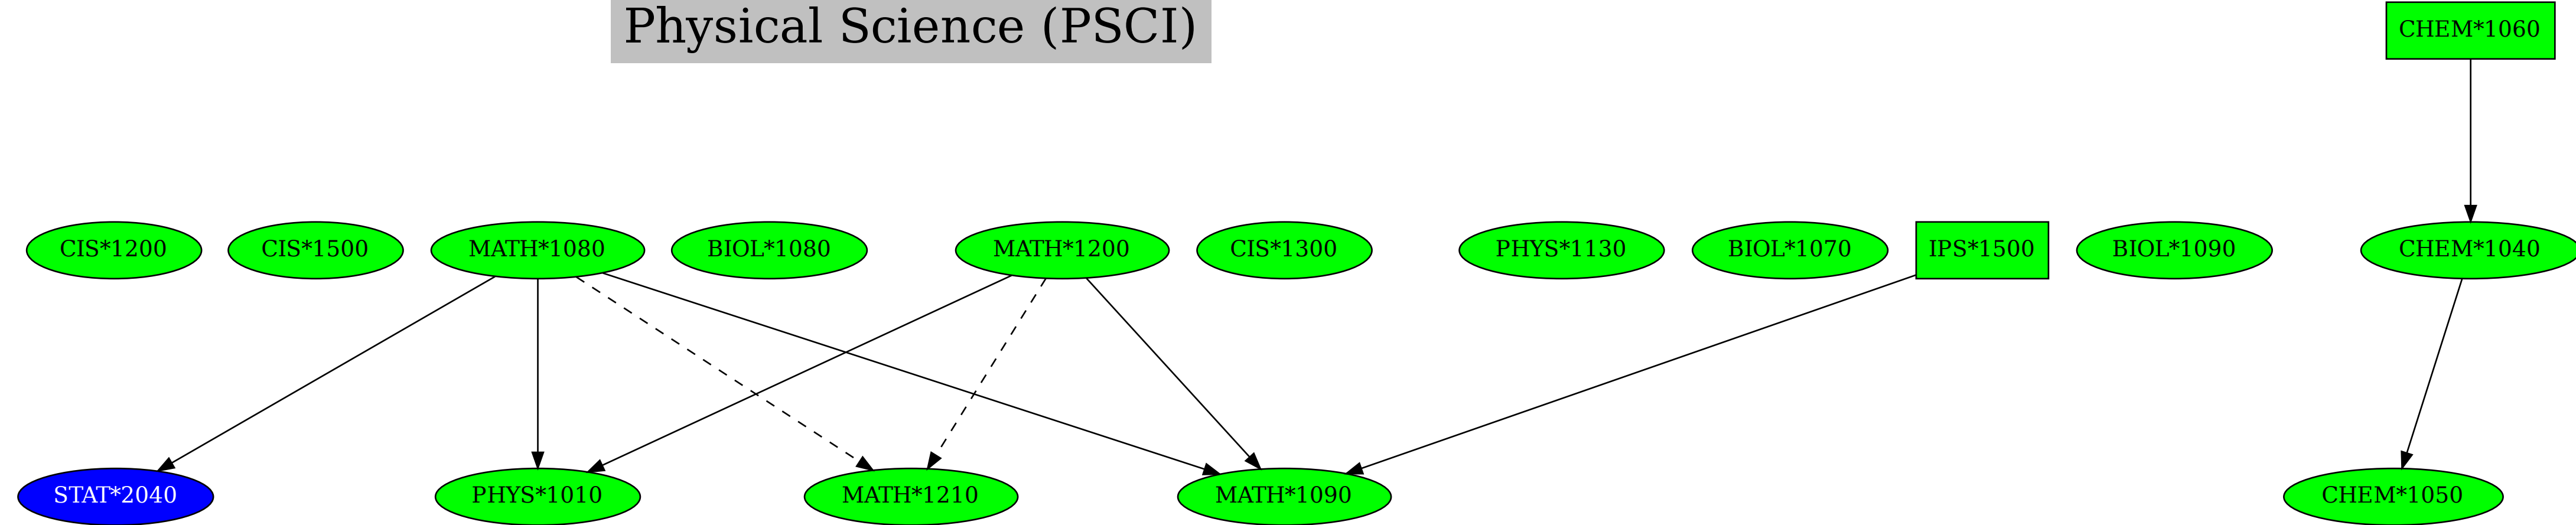 Physical Science (PSCI)
CHEM*1060
CIS*1200
CIS*1500
MATH*1080
BIOL*1080
MATH*1200
CIS*1300
PHYS*1130
BIOL*1070
IPS*1500
BIOL*1090
CHEM*1040
STAT*2040
PHYS*1010
MATH*1210
MATH*1090
CHEM*1050